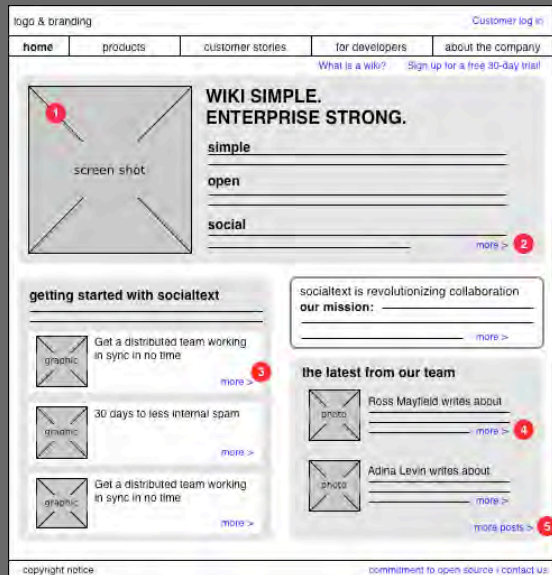 logo & branding
Customer log in
home
products
customer stories
for developers
about the company
What is a wiki?
Sign up for a free 30-day trial!
1
screen shot
WIKI SIMPLE.
ENTERPRISE STRONG.
simple
open
social
more >
2
getting started with socialtext
graphic
Get a distributed team working
in sync in no time
more >
3
graphic
30 days to less internal spam
more >
graphic
Get a distributed team working
in sync in no time
more >
socialtext is revolutionizing collaboration
our mission:
more >
the latest from our team
photo
Ross Mayfield writes about
more >
4
photo
Adina Levin writes about
more >
more posts >
5
copyright notice
commitment to open source | contact us